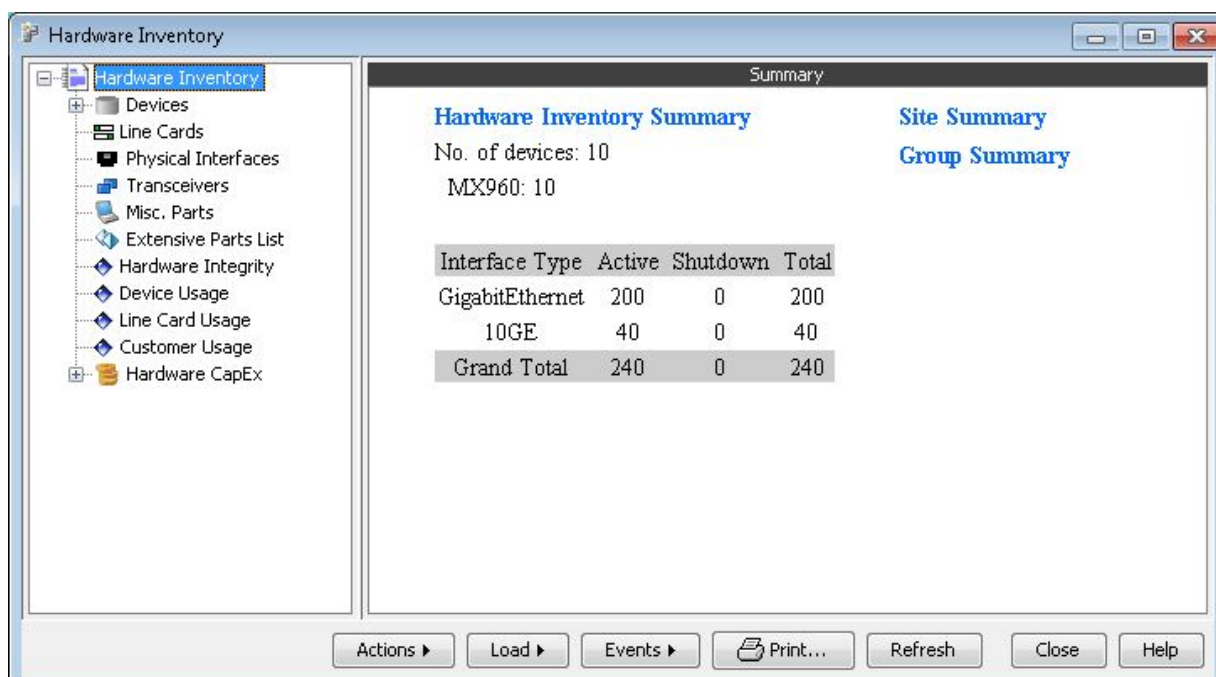 Hardware Inventory
Hardware Inventory
Devices
Line Cards
Physical Interfaces
Transceivers
Misc. Parts
Extensive Parts List
Hardware Integrity
Device Usage
Line Card Usage
Customer Usage
Hardware CapEx
Summary
Hardware Inventory Summary
No. of devices: 10
MX960: 10
Site Summary
Group Summary
Interface Type Active Shutdown Total
GigabitEthernet 200 0 200
10GE 40 0 40
Grand Total 240 0 240
Actions Load Events Print... Refresh Close Help